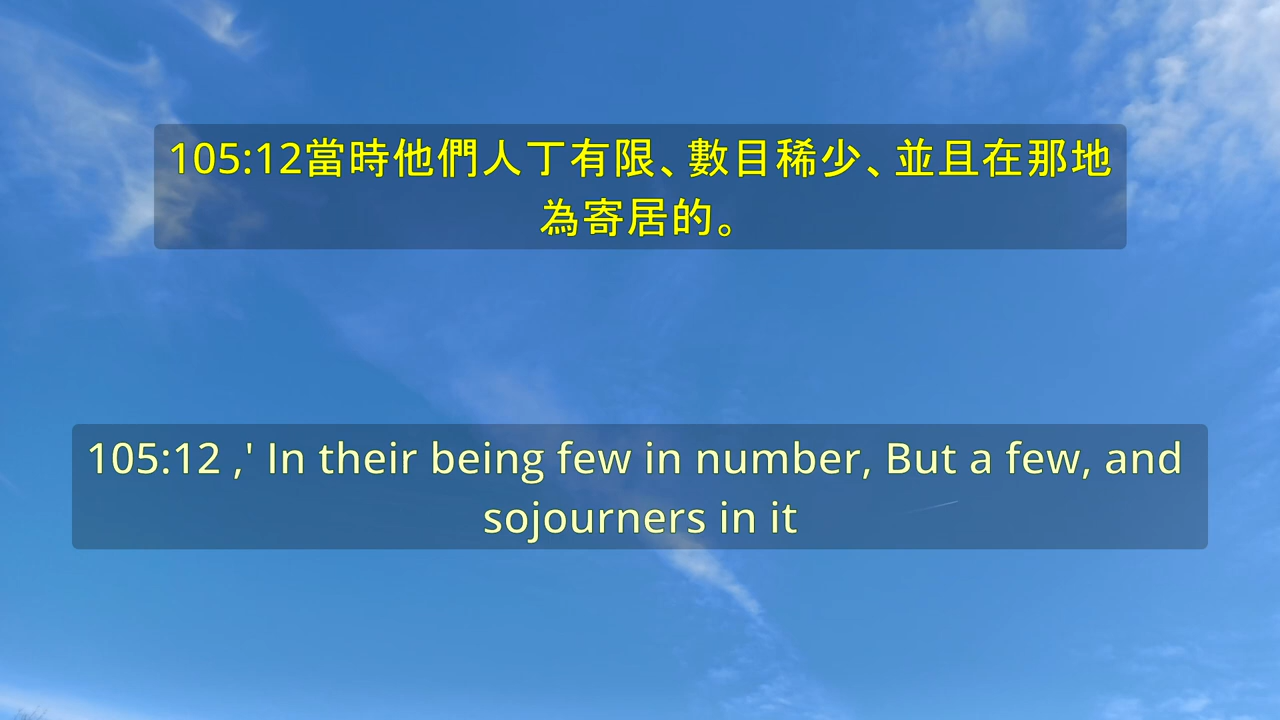 105:12當時他們人丁有限、數目稀少、並且在那地
為寄居的。
105:12 ,' In their being few in number, But a few, and
sojourners in it